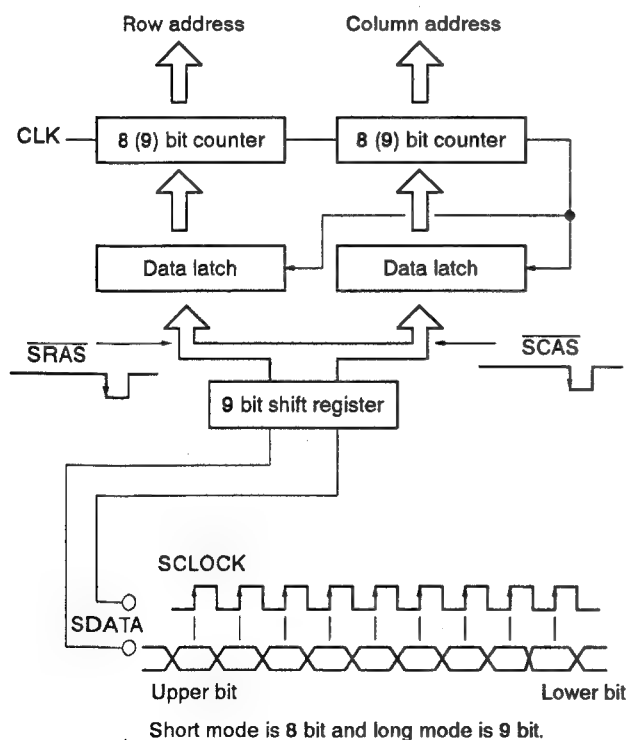 Row address
Column address
CLK
8 (9) bit counter
8 (9) bit counter
Data latch
Data latch
SRAS
SCAS
9 bit shift register
SCLOCK
SDATA
Upper bit
Lower bit
Short mode is 8 bit and long mode is 9 bit.